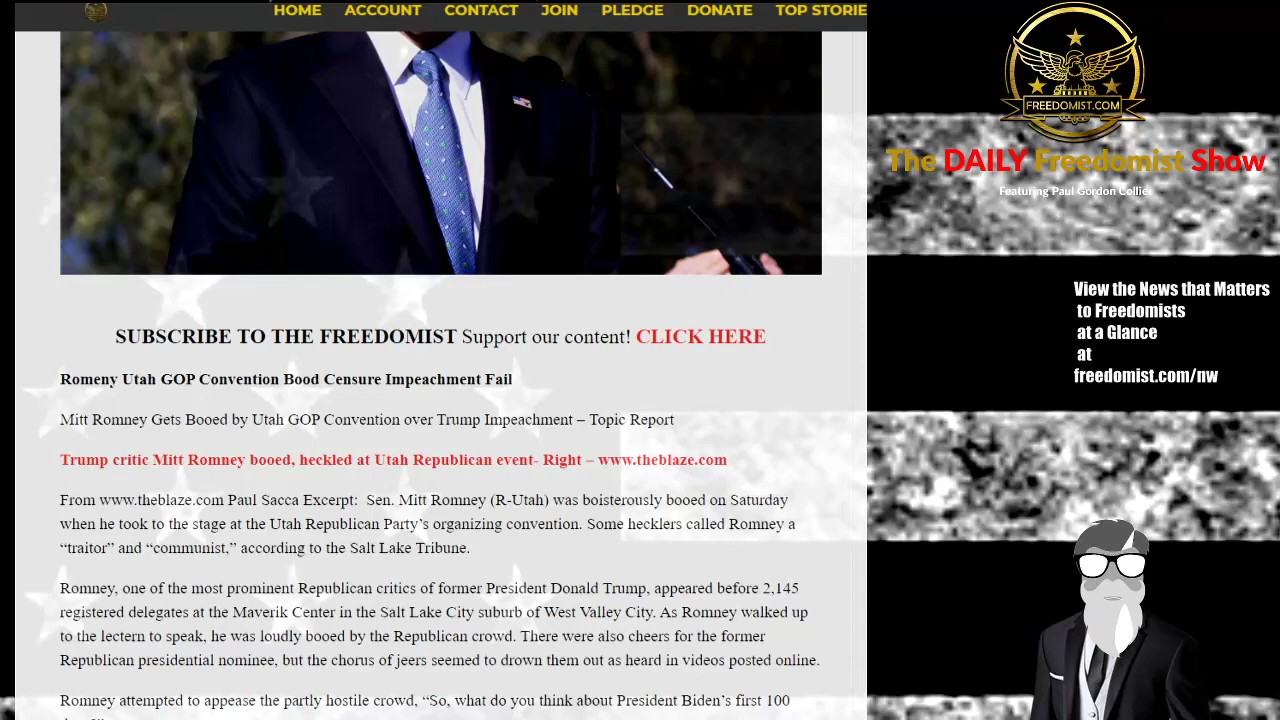 HOME ACCOUNT CONTACT JOIN PLEDGE DONATE TOP STORIE
FREEDOMIST.COM
The DAILY Freedomist Show
Featuring Paul Gordon Collie
View the News that Matters
to Freedomists
at a Glance
at
freedomist.com/nw
SUBSCRIBE TO THE FREEDOMIST Support our content! CLICK HERE
Romeny Utah GOP Convention Bood Censure Impeachment Fail
Mitt Romney Gets Booed by Utah GOP Convention over Trump Impeachment – Topic Report
Trump critic Mitt Romney booed, heckled at Utah Republican event- Right – www.theblaze.com
From www.theblaze.com Paul Sacca Excerpt:  Sen. Mitt Romney (R-Utah) was boisterously booed on Saturday
when he took to the stage at the Utah Republican Party’s organizing convention. Some hecklers called Romney a
“traitor” and “communist,” according to the Salt Lake Tribune.
Romney, one of the most prominent Republican critics of former President Donald Trump, appeared before 2,145
registered delegates at the Maverik Center in the Salt Lake City suburb of West Valley City. As Romney walked up
to the lectern to speak, he was loudly booed by the Republican crowd. There were also cheers for the former
Republican presidential nominee, but the chorus of jeers seemed to drown them out as heard in videos posted online.
Romney attempted to appease the partly hostile crowd, “So, what do you think about President Biden’s first 100